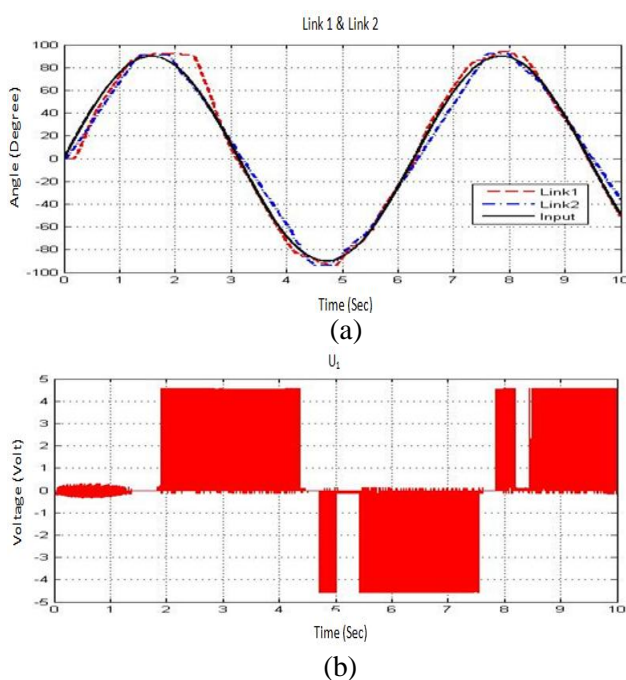 Link 1 & Link 2
100
80
60
40
20
0
-20
-40
-60
-80
-100
Angle (Degree)
Link1
Link2
Input
0 1 2 3 4 5 6 7 8 9 10
Time (Sec)
(a)
U1
5
4
3
2
1
0
-1
-2
-3
-4
-5
Voltage (Volt)
0 1 2 3 4 5 6 7 8 9 10
Time (Sec)
(b)